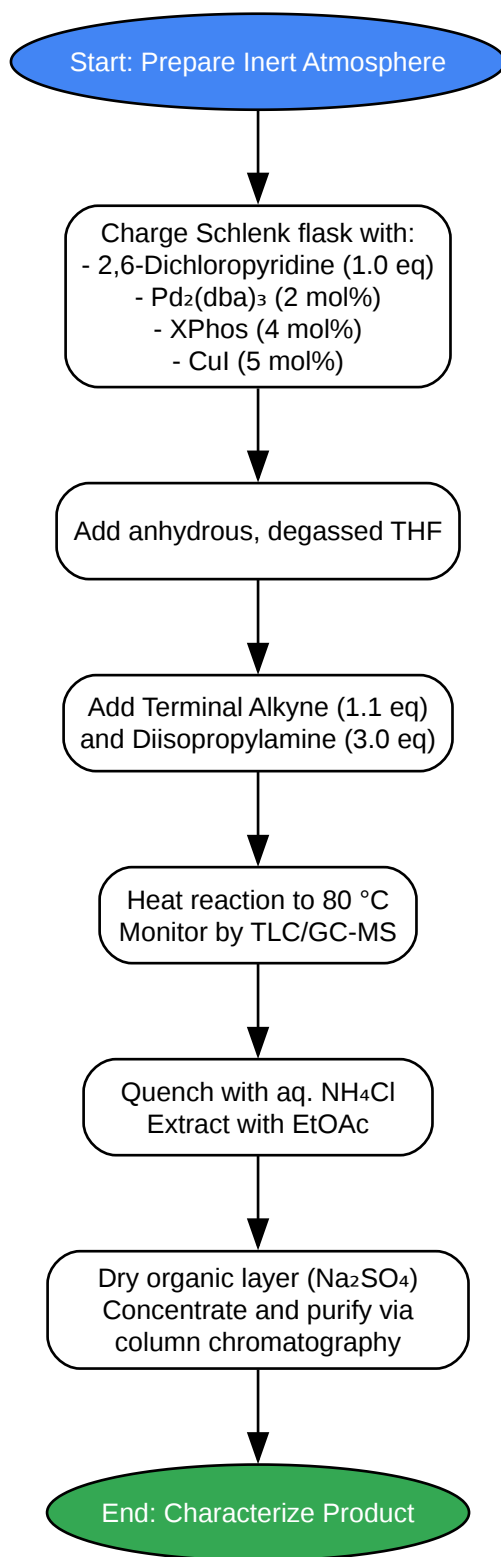 Start: Prepare Inert Atmosphere
Charge Schlenk flask with:
- 2,6-Dichloropyridine (1.0 eq)
- Pd₂(dba)₃ (2 mol%)
- XPhos (4 mol%)
- CuI (5 mol%)
Add anhydrous, degassed THF
Add Terminal Alkyne (1.1 eq)
and Diisopropylamine (3.0 eq)
Heat reaction to 80 °C
Monitor by TLC/GC-MS
Quench with aq. NH₄Cl
Extract with EtOAc
Dry organic layer (Na₂SO₄)
Concentrate and purify via
column chromatography
End: Characterize Product